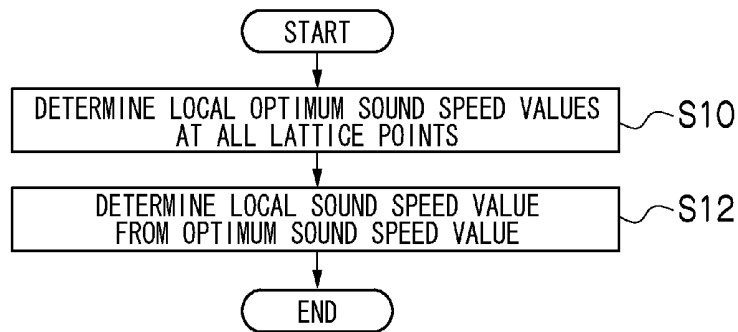 START
DETERMINE LOCAL OPTIMUM SOUND SPEED VALUES
AT ALL LATTICE POINTS
S10
DETERMINE LOCAL SOUND SPEED VALUE
FROM OPTIMUM SOUND SPEED VALUE
S12
END